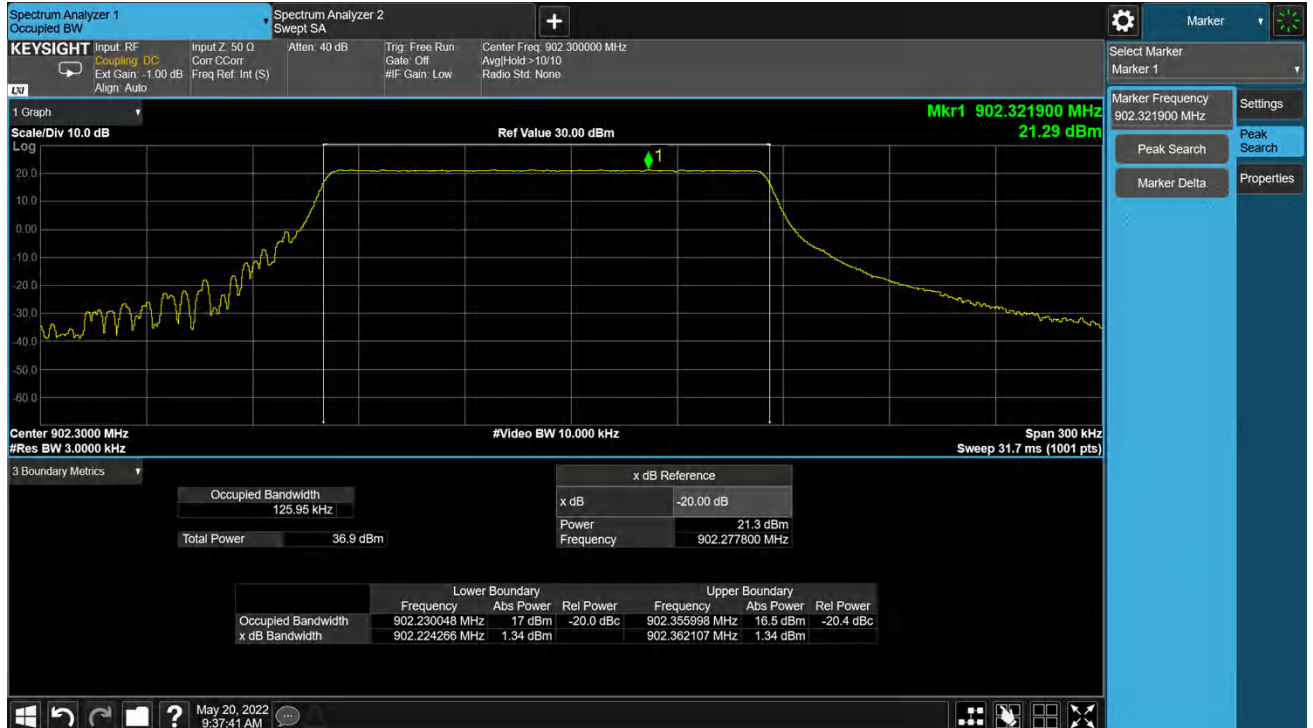 Spectrum Analyzer 1
Occupied BW
Spectrum Analyzer 2
Swept SA
+
Marker
KEYSIGHT
Input: RF
Coupling: DC
Ext Gain: -1.00 dB
Align: Auto
Input Z: 50 Ω
Corr CCorr
Freq Ref: Int (S)
Atten: 40 dB
Trig: Free Run
Gate: Off
#IF Gain: Low
Center Freq: 902.300000 MHz
Avg|Hold:>10/10
Radio Std: None
LXI
Select Marker
Marker 1
Marker Frequency
902.321900 MHz
Peak Search
Marker Delta
Settings
Peak
Search
Properties
1 Graph
Mkr1 902.321900 MHz
21.29 dBm
Scale/Div 10.0 dB
Ref Value 30.00 dBm
Log
1
20.0
10.0
0.00
-10.0
-20.0
-30.0
-40.0
-50.0
-60.0
Center 902.3000 MHz
#Video BW 10.000 kHz
Span 300 kHz
#Res BW 3.0000 kHz
Sweep 31.7 ms (1001 pts)
3 Boundary Metrics
Occupied Bandwidth
125.95 kHz
Total Power 36.9 dBm
x dB Reference
x dB -20.00 dB
Power 21.3 dBm
Frequency 902.277800 MHz
Lower Boundary Upper Boundary
Frequency Abs Power Rel Power Frequency Abs Power Rel Power
Occupied Bandwidth 902.230048 MHz 17 dBm -20.0 dBc 902.355998 MHz 16.5 dBm -20.4 dBc
x dB Bandwidth 902.224266 MHz 1.34 dBm 902.362107 MHz 1.34 dBm
?
May 20, 2022
9:37:41 AM